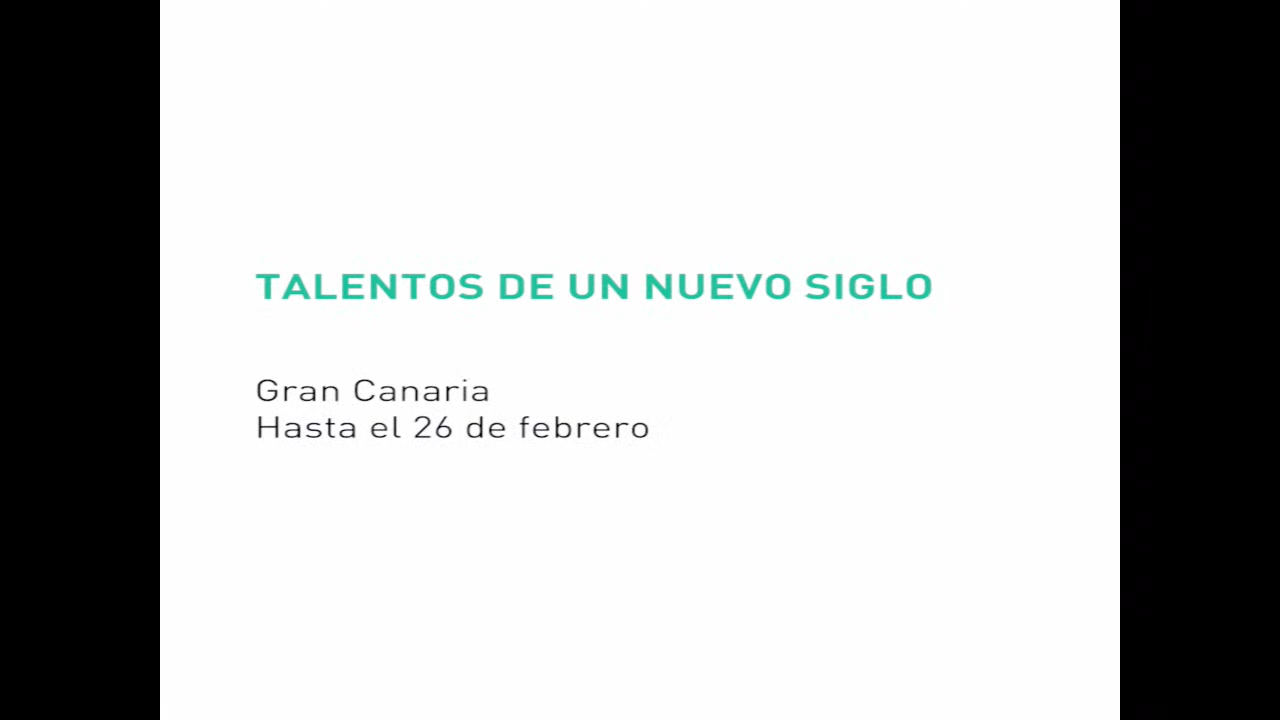 TALENTOS DE UN NUEVO SIGLO
Gran Canaria
Hasta el 26 de febrero